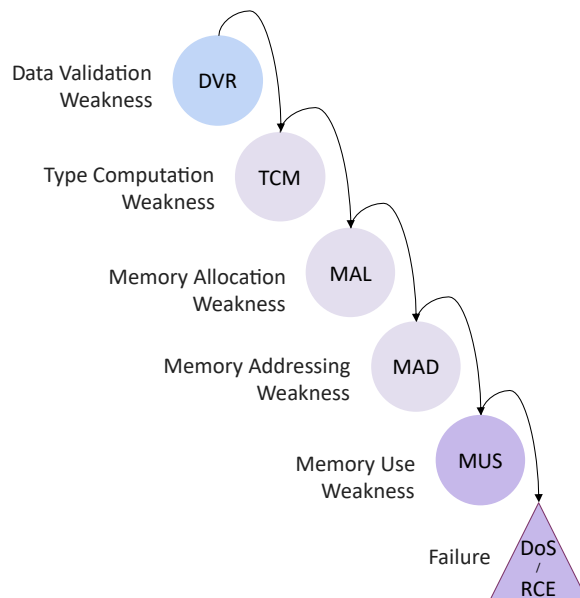 Data Validation
Weakness
DVR
Type Computation
Weakness
TCM
Memory Allocation
Weakness
MAL
Memory Addressing
Weakness
MAD
Memory Use
Weakness
MUS
Failure
DoS
/
RCE